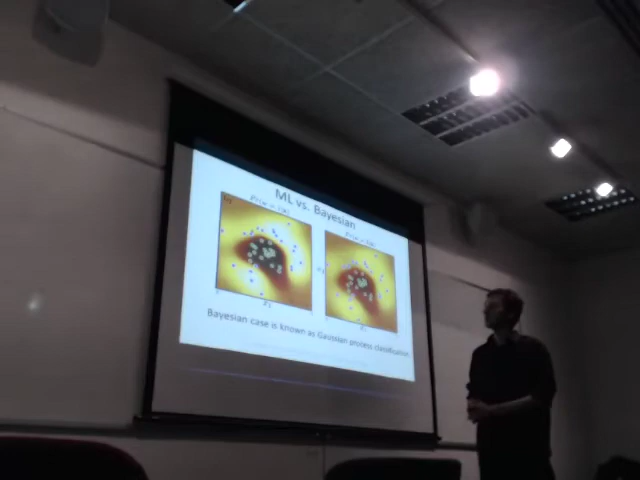 ML vs. Bayesian
Bayesian case is known as Gaussian process classification